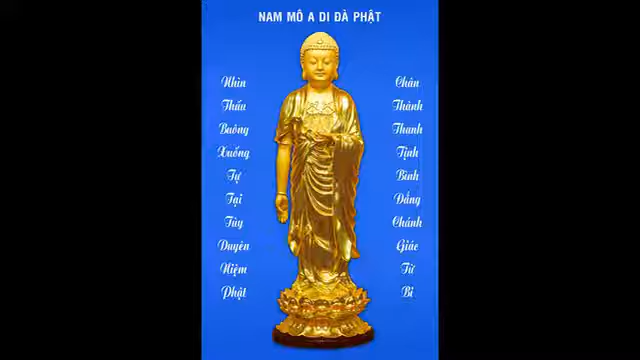 NAM MÔ A DI ĐÀ PHẬT
Nhìn
Thấu
Buông
Xuống
Tự
Tại
Tùy
Duyên
Niệm
Phật
Chân
Thành
Thanh
Tịnh
Bình
Đẳng
Chánh
Giác
Từ
Bi